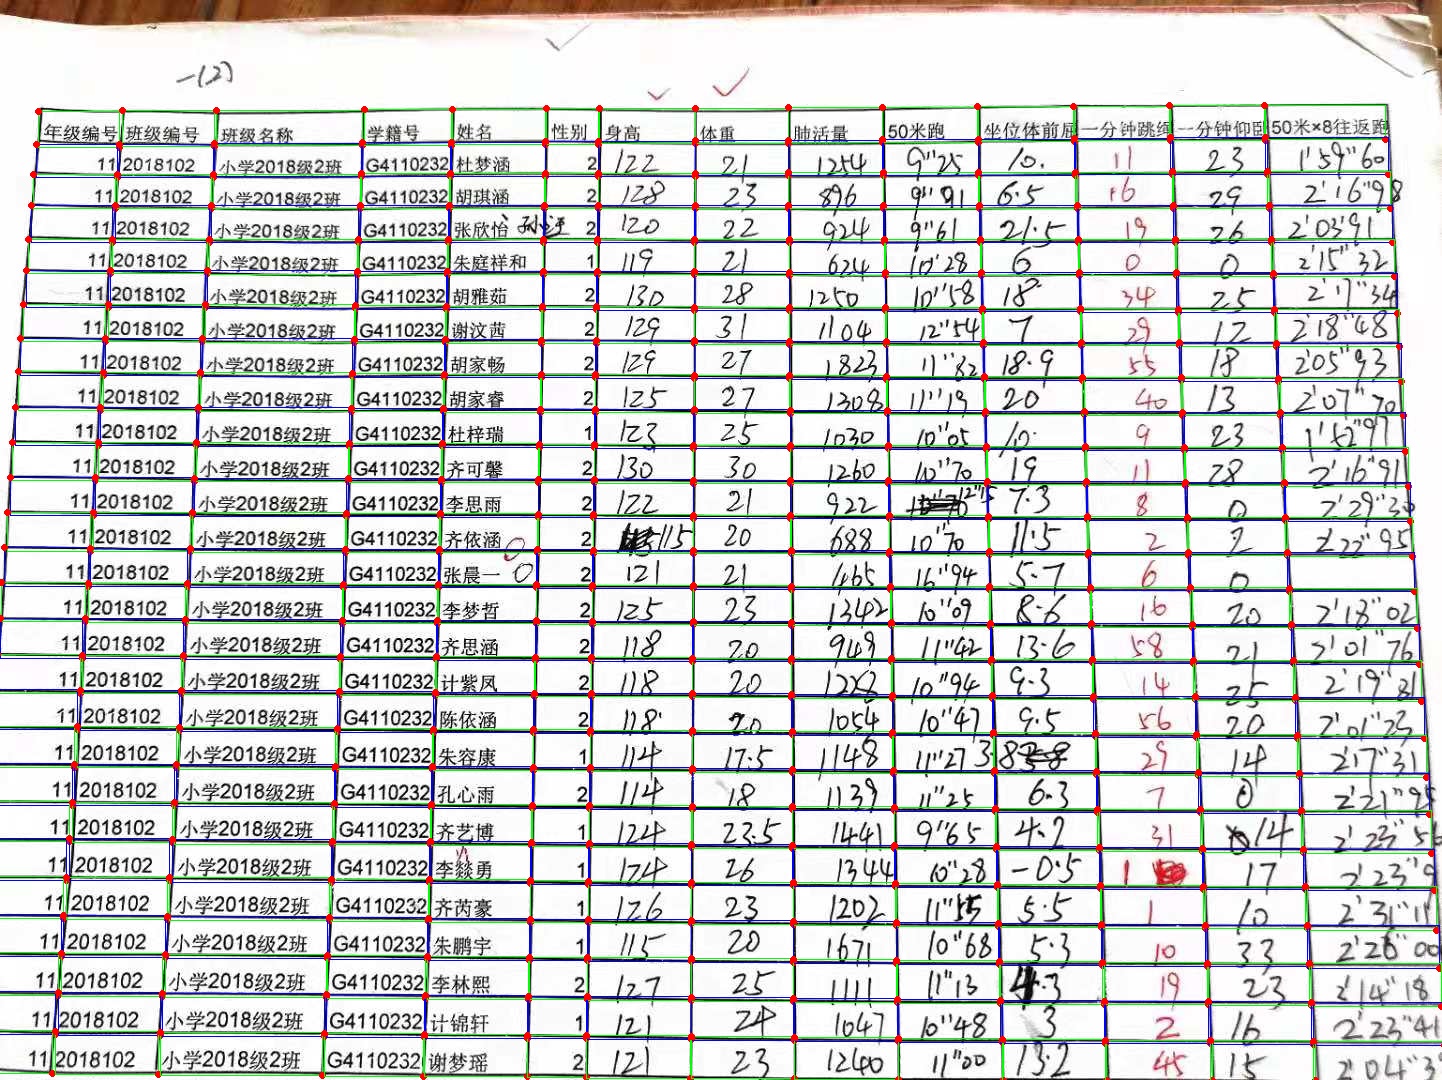 一(2)
年级编号 班级编号 班级名称 学籍号 姓名 性别 身高 体重 肺活量 50米跑 坐位体前屈 一分钟跳绳 一分钟仰卧 50米×8往返跑
11 2018102 小学2018级2班 G4110232 杜梦涵 2 122 21 1254 9"25 10. 11 23 1'59"60
11 2018102 小学2018级2班 G4110232 胡琪涵 2 128 23 896 9"91 6.5 16 29 2'16"98
11 2018102 小学2018级2班 G4110232 张欣怡 2 120 22 924 9"61 21.5 19 26 2'03'91
11 2018102 小学2018级2班 G4110232 朱庭祥和 1 119 21 624 10'28 6 0 0 2'15"32
11 2018102 小学2018级2班 G4110232 胡雅茹 2 130 28 1250 10"58 18 34 25 2'17"34
11 2018102 小学2018级2班 G4110232 谢汶茜 2 129 31 1104 12"54 7 29 12 2'18"48
11 2018102 小学2018级2班 G4110232 胡家畅 2 129 27 1823 11"82 18.9 55 18 2'05"93
11 2018102 小学2018级2班 G4110232 胡家睿 2 125 27 1308 11"19 20 40 13 2'07"70
11 2018102 小学2018级2班 G4110232 杜梓瑞 1 123 25 1030 10"05 10. 9 23 1'52"97
11 2018102 小学2018级2班 G4110232 齐可馨 2 130 30 1260 10"70 19 11 28 2'16"91
11 2018102 小学2018级2班 G4110232 李思雨 2 122 21 922 12"15 7.3 8 0 2'29"30
11 2018102 小学2018级2班 G4110232 齐依涵 2 115 20 688 10"70 11.5 2 2 2'22"95
11 2018102 小学2018级2班 G4110232 张晨一 2 121 21 465 16"94 5.7 6 0
11 2018102 小学2018级2班 G4110232 李梦哲 2 125 23 1342 10"09 8.6 16 20 2'18"02
11 2018102 小学2018级2班 G4110232 齐思涵 2 118 20 949 11"42 13.6 58 21 2'01"76
11 2018102 小学2018级2班 G4110232 计紫凤 2 118 20 10"94 9.3 14 25 2'19"81
11 2018102 小学2018级2班 G4110232 陈依涵 2 118 20 1054 10"47 9.5 56 20 2'01"23
11 2018102 小学2018级2班 G4110232 朱容康 1 114 17.5 1148 11"27 8 29 14 2'17"31
11 2018102 小学2018级2班 G4110232 孔心雨 2 114 18 1139 11"25 6.3 7 0 2'21"95
11 2018102 小学2018级2班 G4110232 齐艺博 1 124 23.5 1441 9"65 4.2 31 14 2'23"56
11 2018102 小学2018级2班 G4110232 李燚勇 1 124 26 1344 10"28 -0.5 1 17 2'23"9
11 2018102 小学2018级2班 G4110232 齐芮豪 1 126 23 1202 11"55 5.5 1 10 2'31"11
11 2018102 小学2018级2班 G4110232 朱鹏宇 1 115 20 1671 10"68 5.3 10 33 2'26"00
11 2018102 小学2018级2班 G4110232 李林熙 2 127 25 1111 11"13 4.3 19 23 2'14"18
11 2018102 小学2018级2班 G4110232 计锦轩 1 121 24 1047 10"48 3 2 16 2'23"41
11 2018102 小学2018级2班 G4110232 谢梦瑶 2 121 23 1240 11"00 13.2 45 15 2'04"3